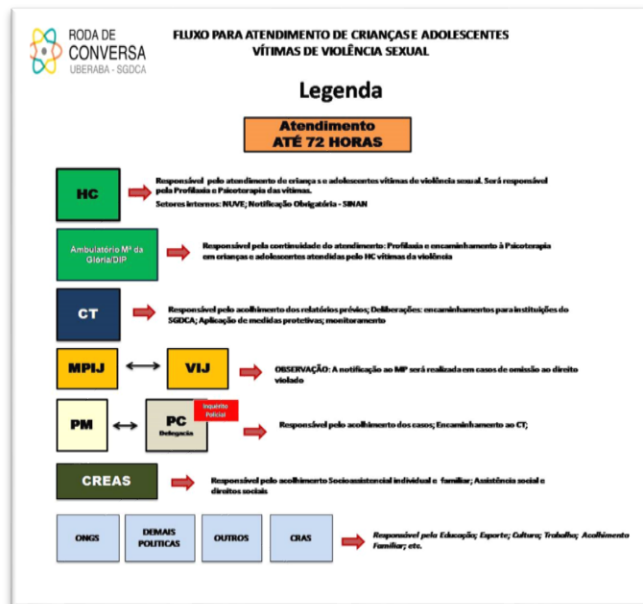 RODA DE
CONVERSA
UBERABA - SGDCA
FLUXO PARA ATENDIMENTO DE CRIANÇAS E ADOLESCENTES
VÍTIMAS DE VIOLÊNCIA SEXUAL
Legenda
Atendimento
ATÉ 72 HORAS
HC
Responsável pelo atendimento de crianças e adolescentes vítimas de violência sexual. Será responsável
pela Profilaxia e Psicoterapia das vítimas.
Setores internos: NUVE; Notificação Obrigatória - SINAN
Ambulatório Mª da
Glória/DIP
Responsável pela continuidade do atendimento: Profilaxia e encaminhamento à Psicoterapia
em crianças e adolescentes atendidas pelo HC vítimas da violência
CT
Responsável pelo acolhimento dos relatórios prévios; Deliberações: encaminhamentos para instituições do
SGDCA; Aplicação de medidas protetivas; monitoramento
MPIJ
VIJ
OBSERVAÇÃO: A notificação ao MP será realizada em casos de omissão ao direito
violado
PM
PC
Delegacia
Inquérito
Policial
Responsável pelo acolhimento dos casos; Encaminhamento ao CT;
CREAS
Responsável pelo acolhimento Socioassistencial individual e familiar; Assistência social e
direitos sociais
ONGS
DEMAIS
POLITICAS
OUTROS
CRAS
Responsável pela Educação; Esporte; Cultura; Trabalho; Acolhimento
Familiar; etc.